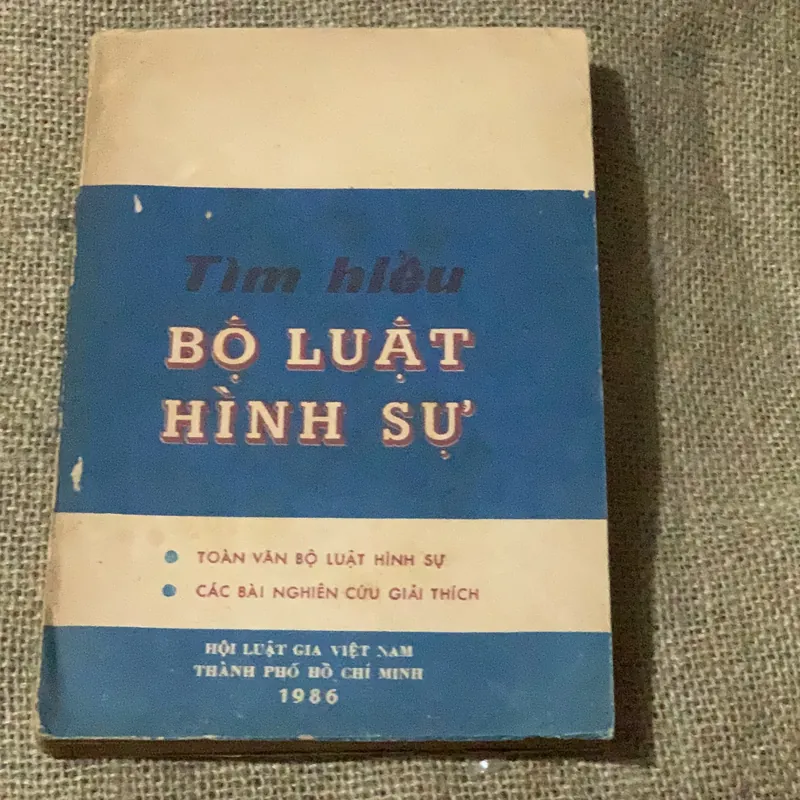 Tìm hiểu
BỘ LUẬT
HÌNH SỰ
TOÀN VĂN BỘ LUẬT HÌNH SỰ
CÁC BÀI NGHIÊN CỨU GIẢI THÍCH
HỘI LUẬT GIA VIỆT NAM
THÀNH PHỐ HỒ CHÍ MINH
1986